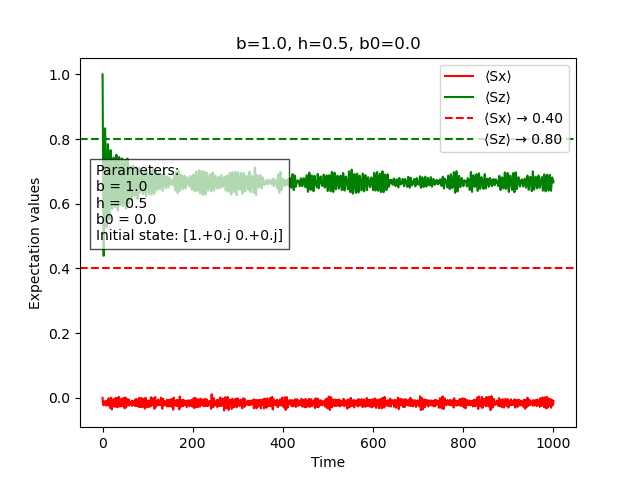 b=1.0, h=0.5, b0=0.0
1.0
0.8
0.6
0.4
0.2
0.0
Expectation values
⟨Sx⟩
⟨Sz⟩
⟨Sx⟩ → 0.40
⟨Sz⟩ → 0.80
Parameters:
b = 1.0
h = 0.5
b0 = 0.0
Initial state: [1.+0.j 0.+0.j]
0
200
400
600
800
1000
Time